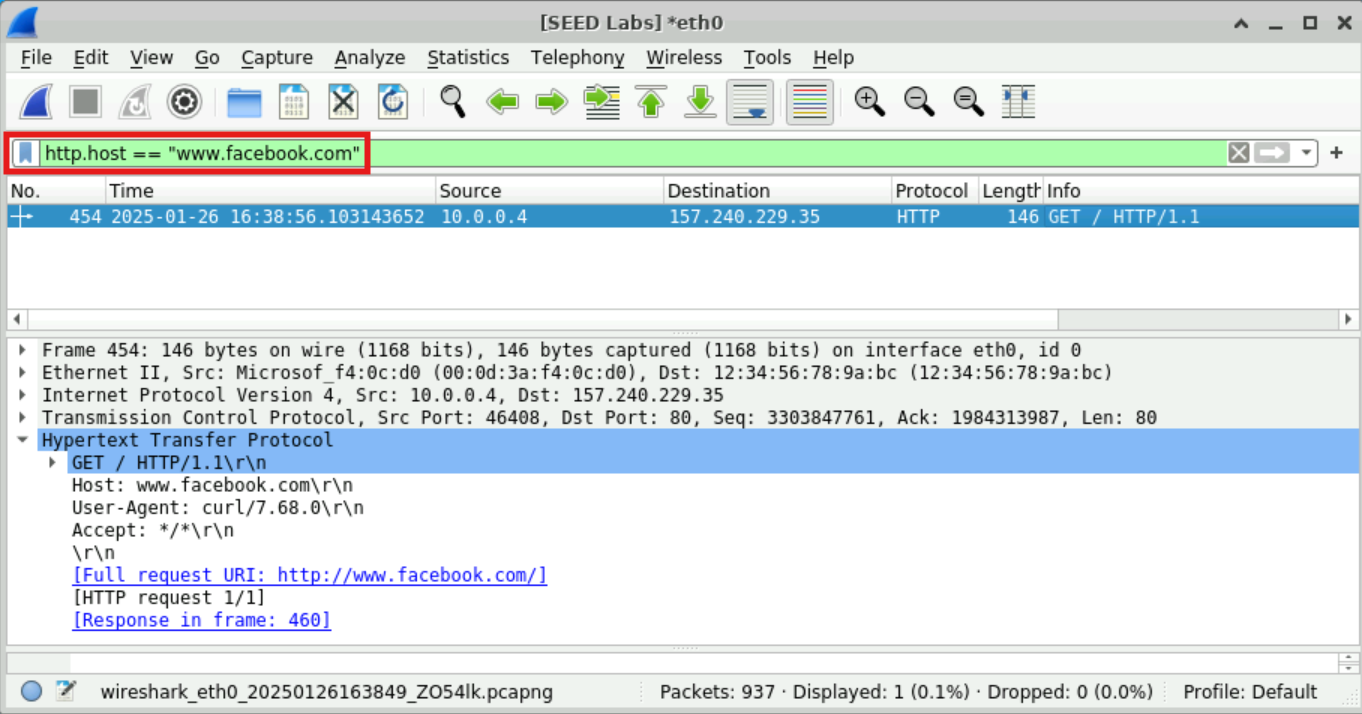 [SEED Labs] *eth0
File Edit View Go Capture Analyze Statistics Telephony Wireless Tools Help
http.host == "www.facebook.com"
No. Time Source Destination Protocol Length Info
454 2025-01-26 16:38:56.103143652 10.0.0.4 157.240.229.35 HTTP 146 GET / HTTP/1.1
Frame 454: 146 bytes on wire (1168 bits), 146 bytes captured (1168 bits) on interface eth0, id 0
Ethernet II, Src: Microsof_f4:0c:d0 (00:0d:3a:f4:0c:d0), Dst: 12:34:56:78:9a:bc (12:34:56:78:9a:bc)
Internet Protocol Version 4, Src: 10.0.0.4, Dst: 157.240.229.35
Transmission Control Protocol, Src Port: 46408, Dst Port: 80, Seq: 3303847761, Ack: 1984313987, Len: 80
Hypertext Transfer Protocol
GET / HTTP/1.1\r\n
Host: www.facebook.com\r\n
User-Agent: curl/7.68.0\r\n
Accept: */*\r\n
\r\n
[Full request URI: http://www.facebook.com/]
[HTTP request 1/1]
[Response in frame: 460]
wireshark_eth0_20250126163849_ZO54lk.pcapng Packets: 937 · Displayed: 1 (0.1%) · Dropped: 0 (0.0%) Profile: Default